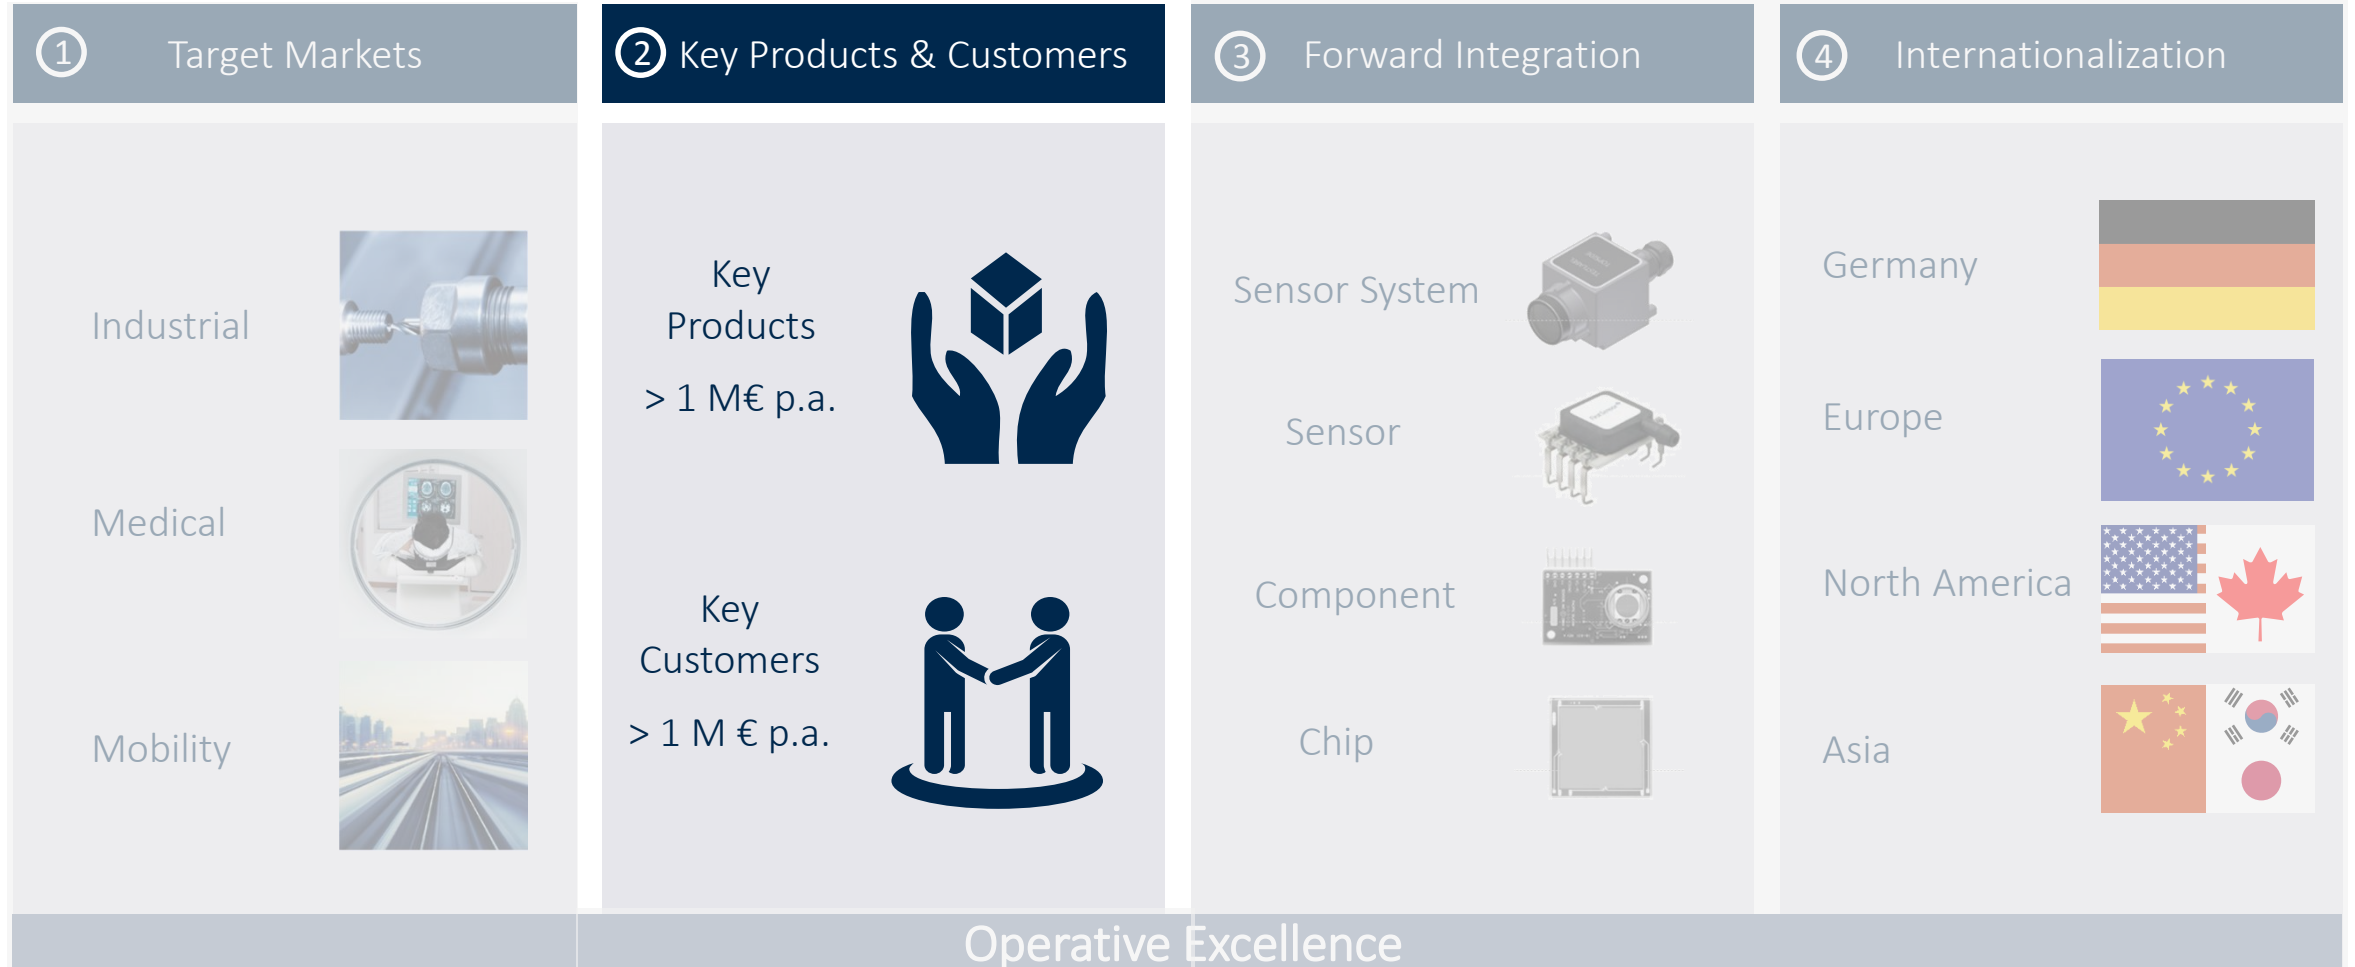 1 Target Markets
Industrial
Medical
Mobility
2 Key Products & Customers
Key
Products
> 1 M€ p.a.
Key
Customers
> 1 M € p.a.
3 Forward Integration
Sensor System
Sensor
Component
Chip
4 Internationalization
Germany
Europe
North America
Asia
Operative Excellence